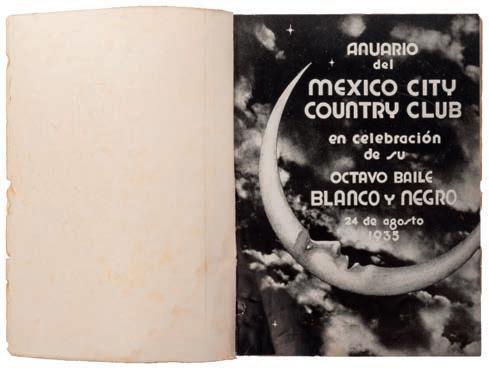 ANUARIO
del
MEXICO CITY
COUNTRY CLUB
en celebración
de su
OCTAVO BAILE
BLANCO y NEGRO
24 de agosto
1935